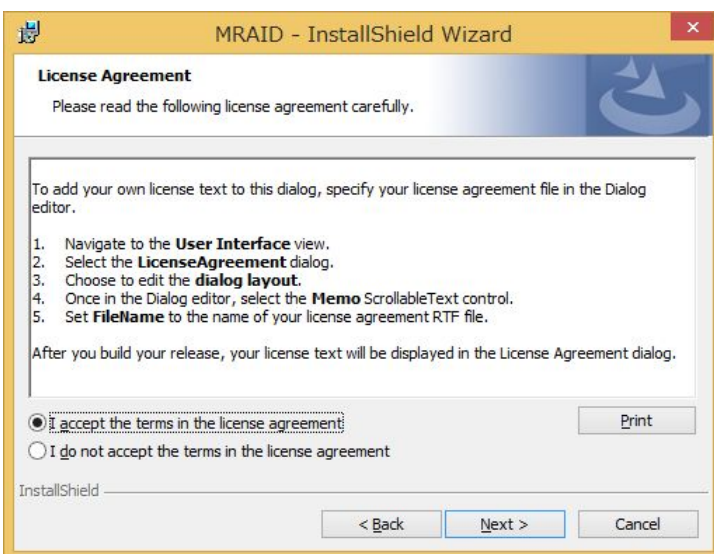 MRAID - InstallShield Wizard
License Agreement
Please read the following license agreement carefully.
To add your own license text to this dialog, specify your license agreement file in the Dialog
editor.
1. Navigate to the User Interface view.
2. Select the LicenseAgreement dialog.
3. Choose to edit the dialog layout.
4. Once in the Dialog editor, select the Memo ScrollableText control.
5. Set FileName to the name of your license agreement RTF file.
After you build your release, your license text will be displayed in the License Agreement dialog.
I accept the terms in the license agreement
Print
I do not accept the terms in the license agreement
InstallShield
< Back Next > Cancel